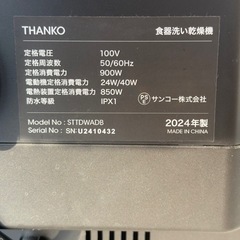 THANKO 食器洗い乾燥機
定格電圧 100V
定格周波数 50/60Hz
定格消費電力 900W
電動機定格消費電力 24W/40W
電熱装置定格消費電力 850W
防水等級 IPX1
PSE サンコー株式会社
Model No : STTDWADB 2024年製
Serial No : SN:U2410432 MADE IN CHINA